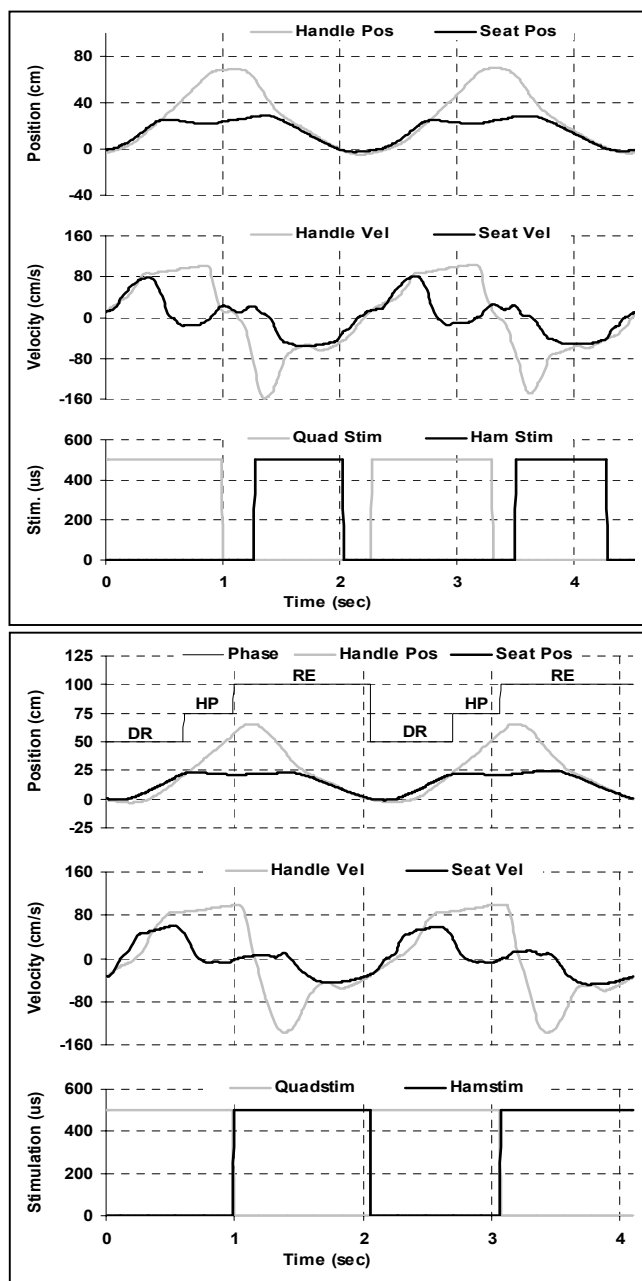 Handle Pos Seat Pos
Position (cm)
80
40
0
-40
Handle Vel Seat Vel
Velocity (cm/s)
160
80
0
-80
-160
Quad Stim Ham Stim
Stim. (us)
600
400
200
0
0 1 2 3 4
Time (sec)
Phase Handle Pos Seat Pos
Position (cm)
125
100
75
50
25
0
-25
RE RE
HP HP
DR DR
Handle Vel Seat Vel
Velocity (cm/s)
160
80
0
-80
-160
Quadstim Hamstim
Stimulation (us)
600
400
200
0
0 1 2 3 4
Time (sec)